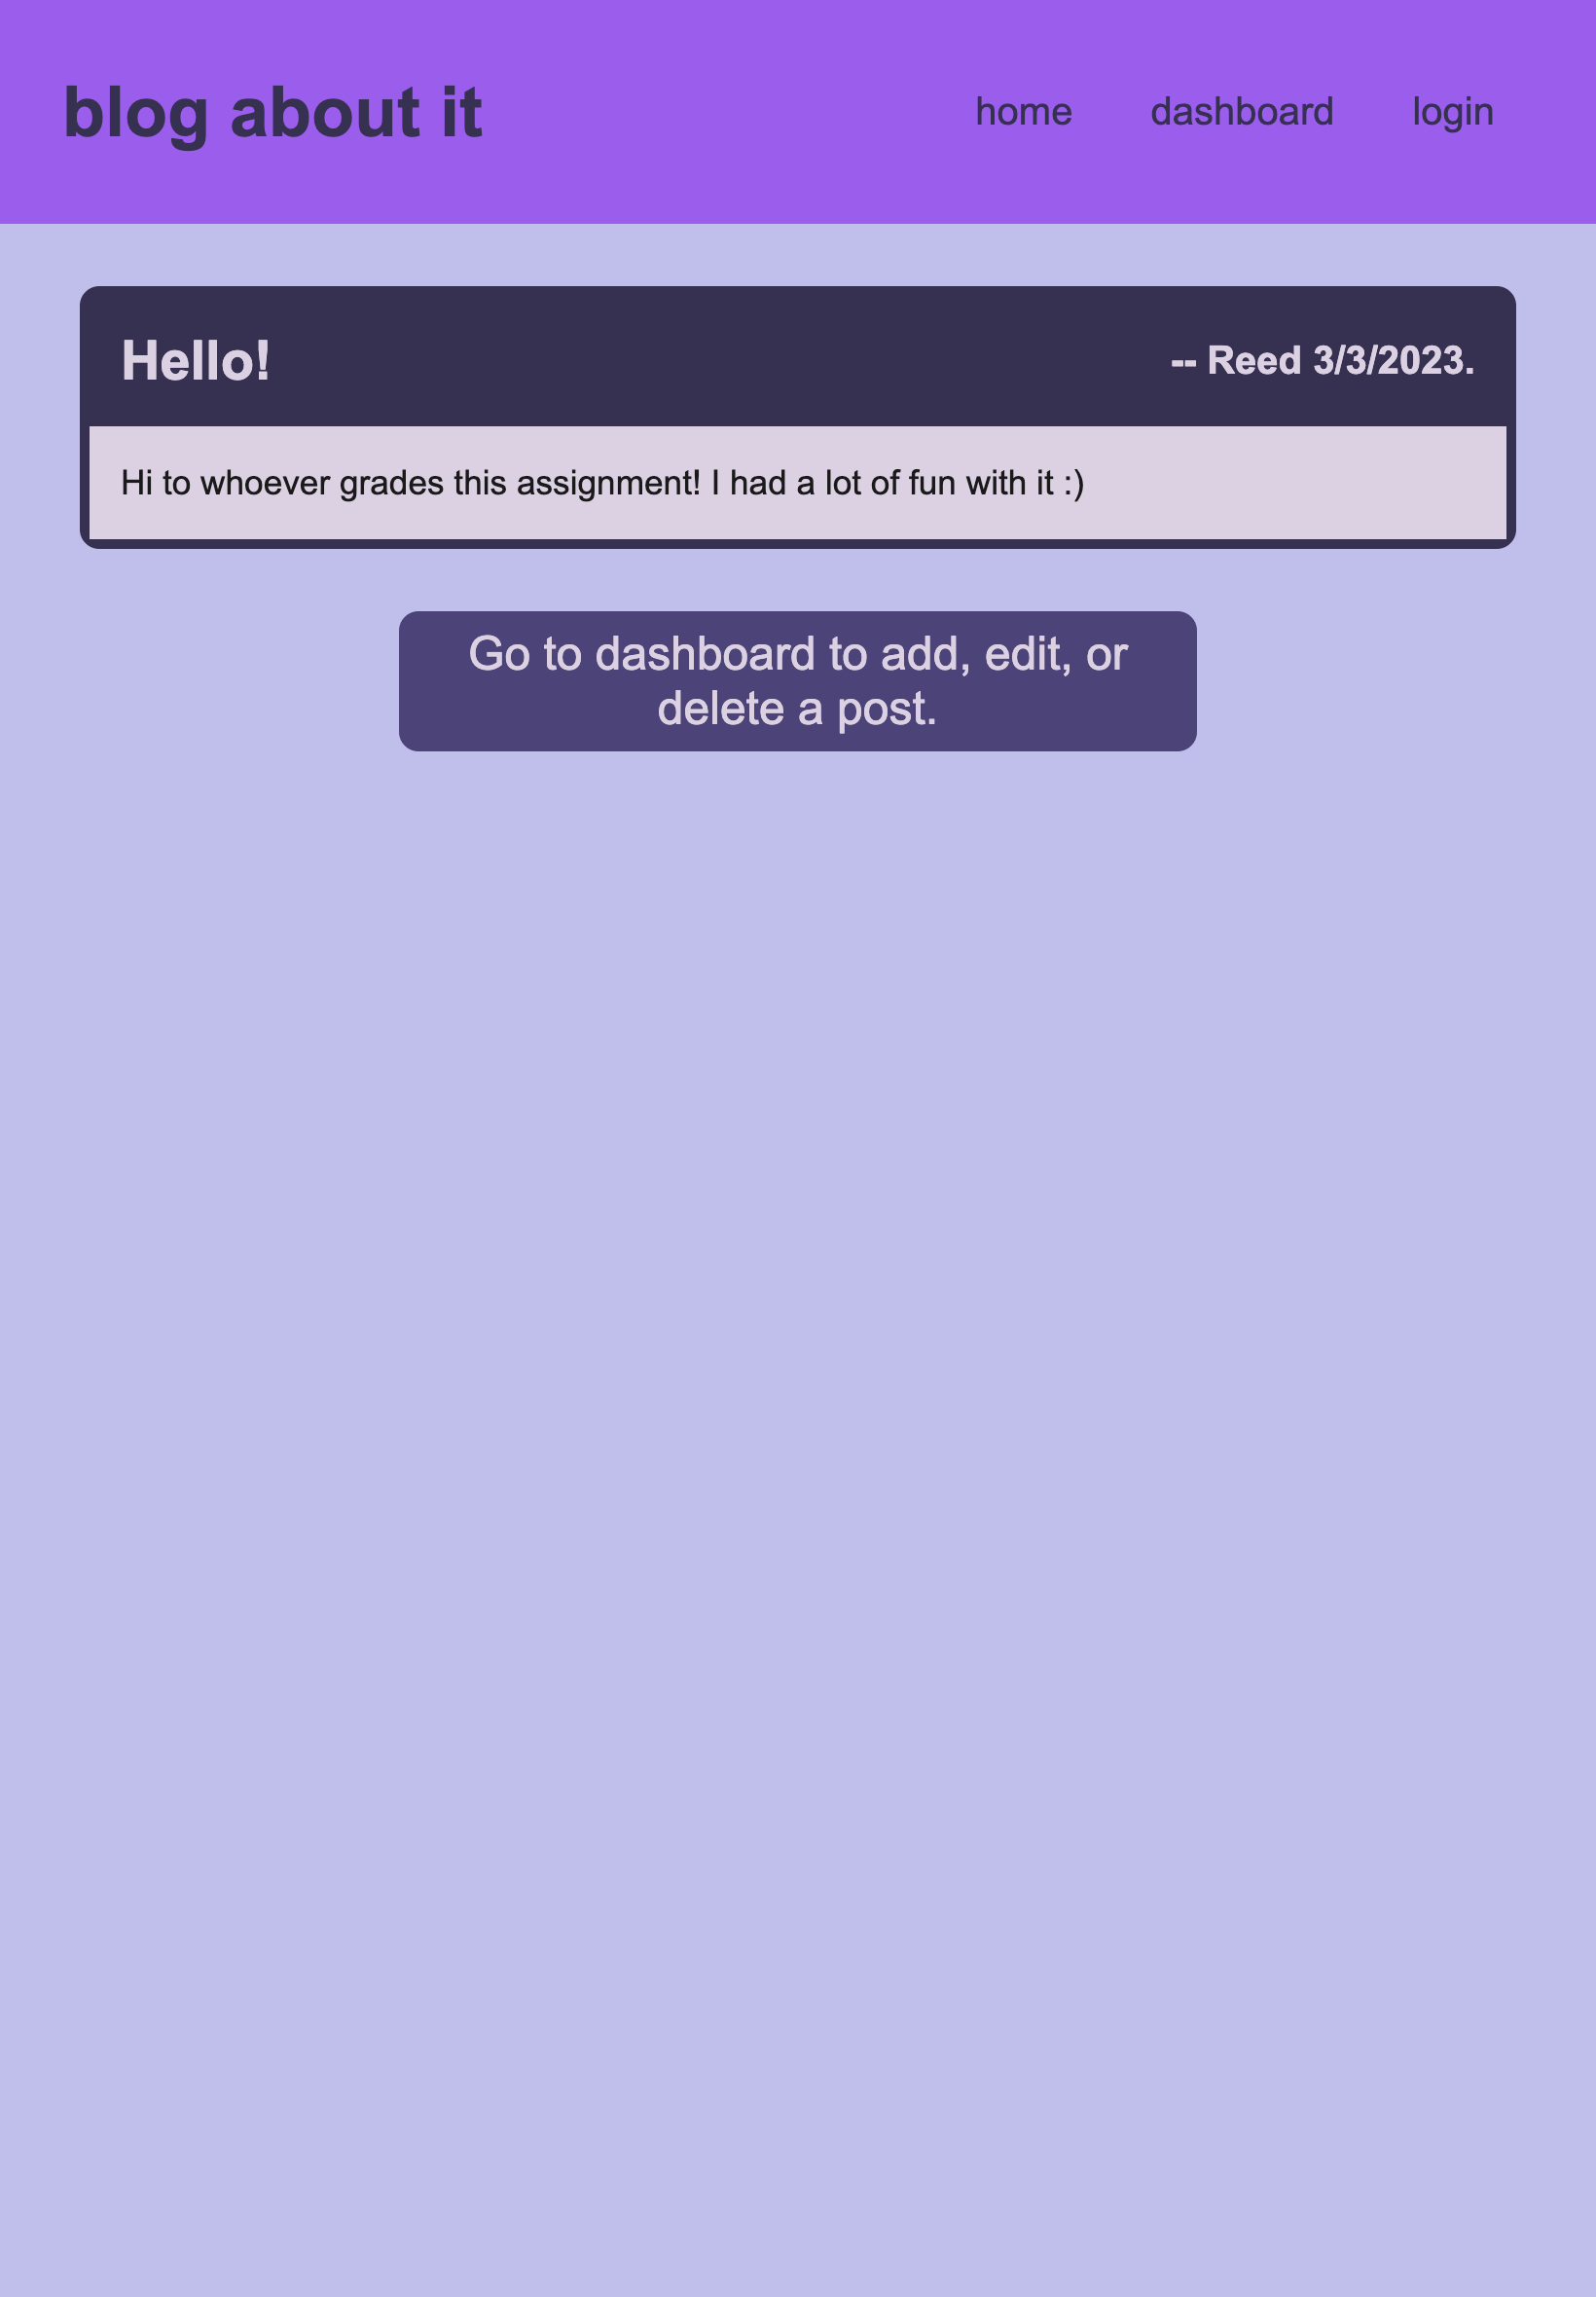 blog about it
home dashboard login
Hello!
-- Reed 3/3/2023.
Hi to whoever grades this assignment! I had a lot of fun with it :)
Go to dashboard to add, edit, or
delete a post.